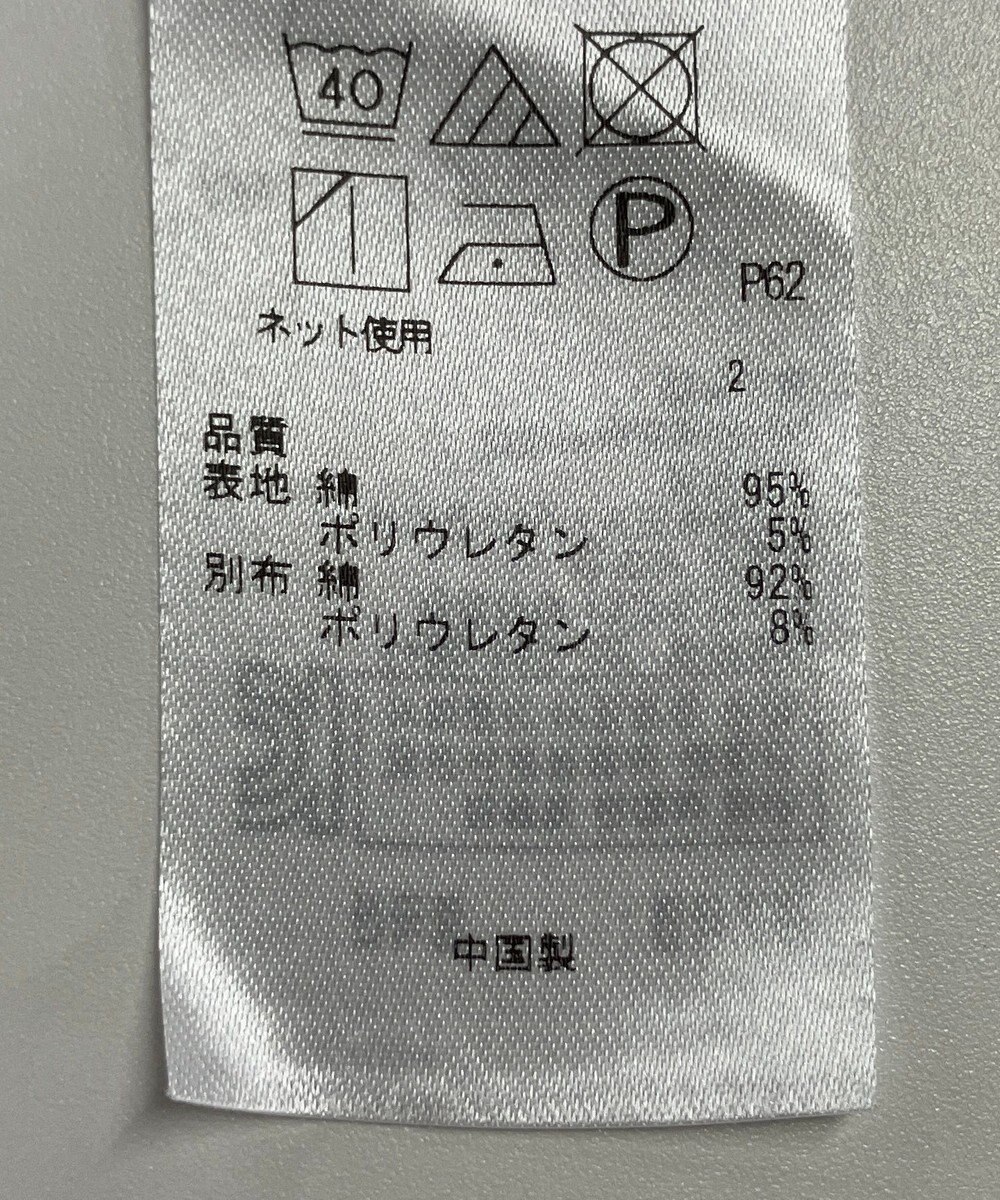 40
P
P62
ネット使用
2
品質
表地 綿 95%
ポリウレタン 5%
別布 綿 92%
ポリウレタン 8%
中国製